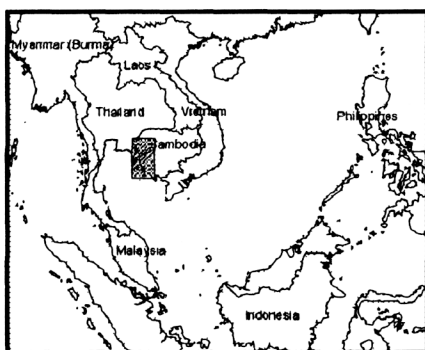 Myanmar (Burma)
Laos
Thailand
Vietnam
Philippines
Cambodia
Malaysia
Indonesia